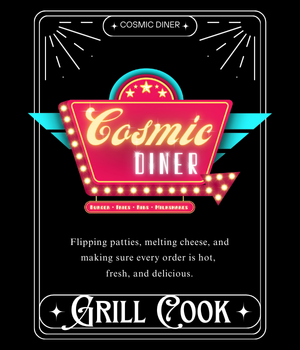 COSMIC DINER
Cosmic
DINER
Burger • Fries • Ribs • Milkshakes
Flipping patties, melting cheese, and
making sure every order is hot,
fresh, and delicious.
GRILL COOK